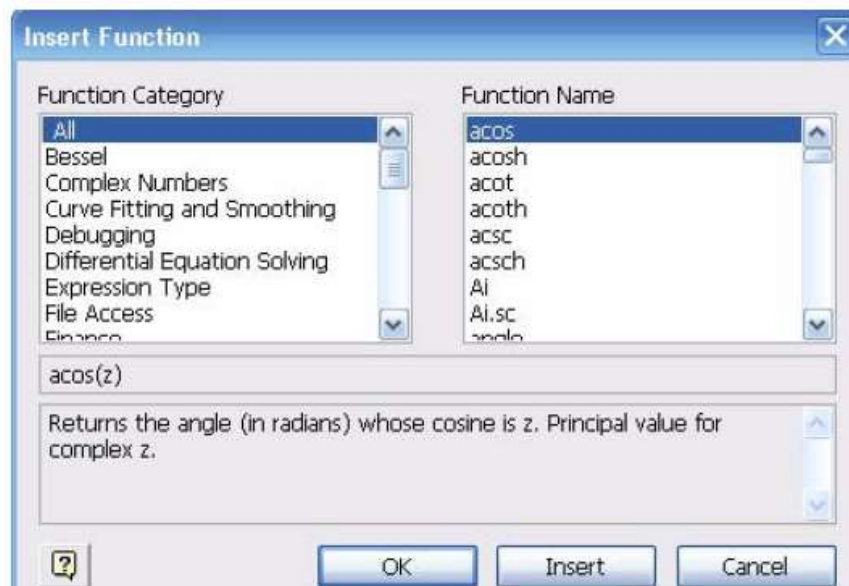 Insert Function
Function Category
All
Bessel
Complex Numbers
Curve Fitting and Smoothing
Debugging
Differential Equation Solving
Expression Type
File Access
Finance
Function Name
acos
acosh
acot
acoth
acsc
acsch
Ai
Ai.sc
angle
acos(z)
Returns the angle (in radians) whose cosine is z. Principal value for
complex z.
?
OK
Insert
Cancel